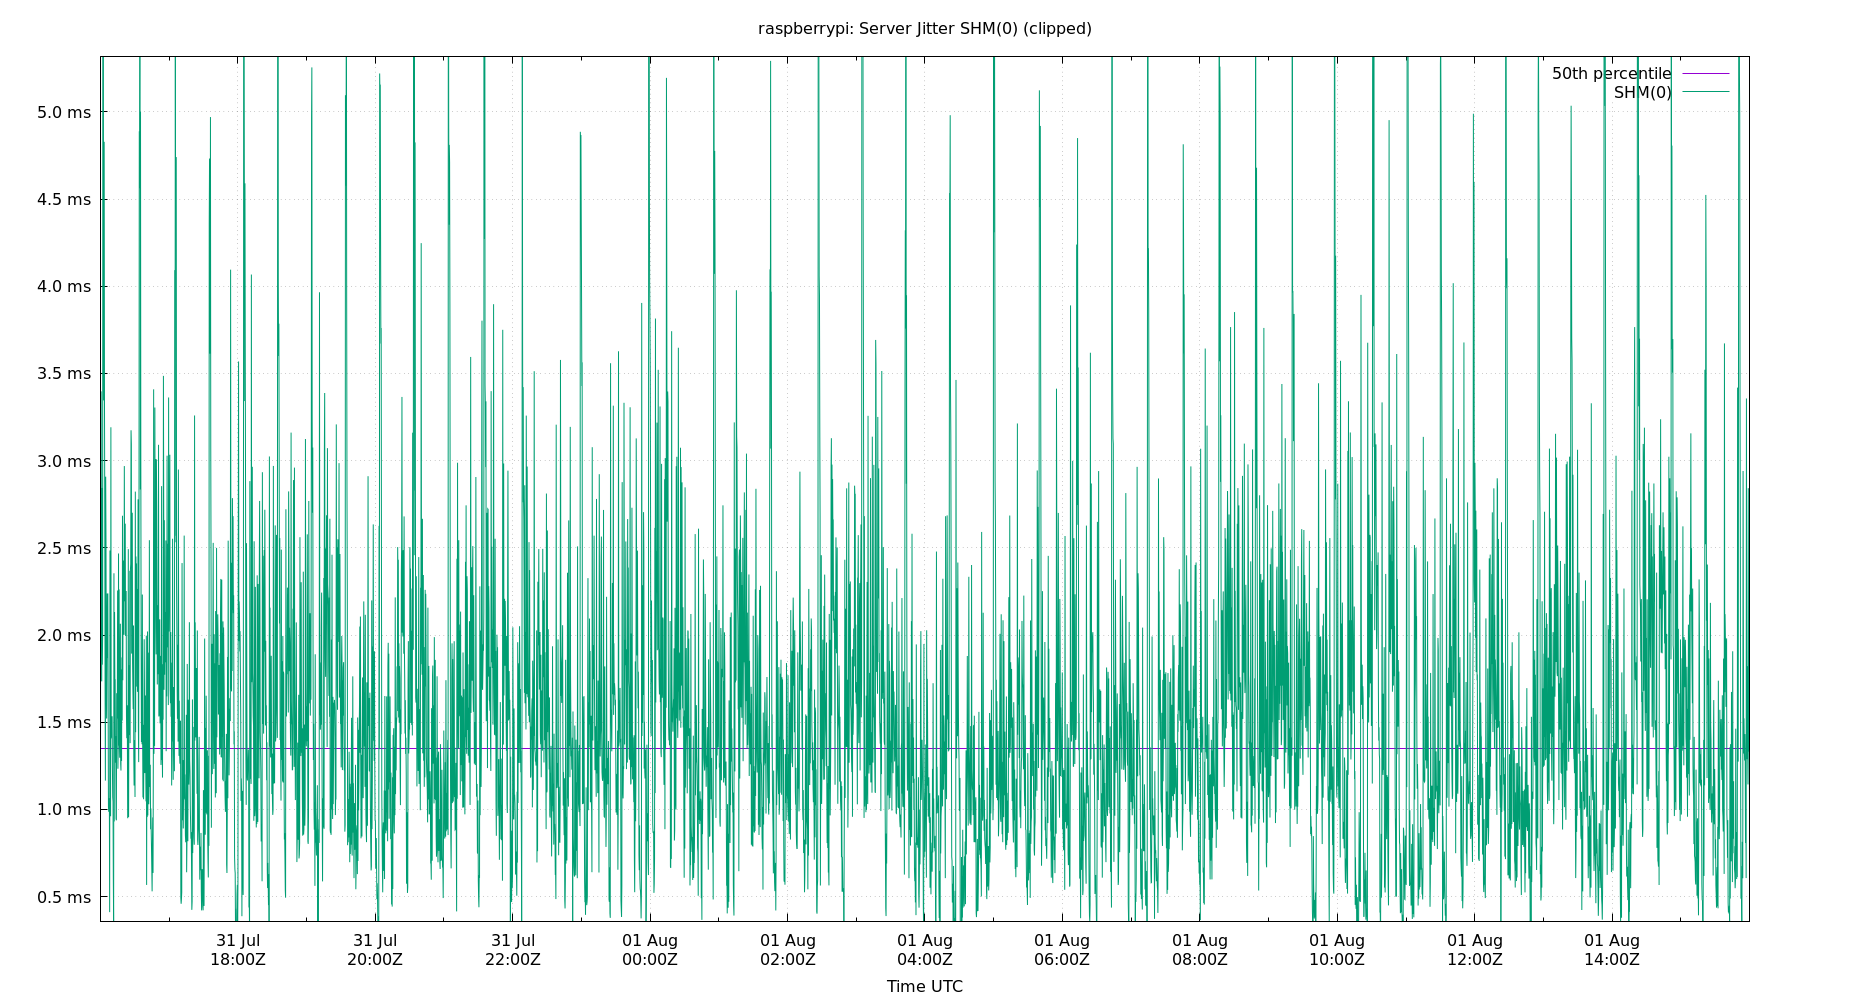 raspberrypi: Server Jitter SHM(0) (clipped)
50th percentile
SHM(0)
5.0 ms
4.5 ms
4.0 ms
3.5 ms
3.0 ms
2.5 ms
2.0 ms
1.5 ms
1.0 ms
0.5 ms
31 Jul 31 Jul 31 Jul 01 Aug 01 Aug 01 Aug 01 Aug 01 Aug 01 Aug 01 Aug 01 Aug
18:00Z 20:00Z 22:00Z 00:00Z 02:00Z 04:00Z 06:00Z 08:00Z 10:00Z 12:00Z 14:00Z
Time UTC